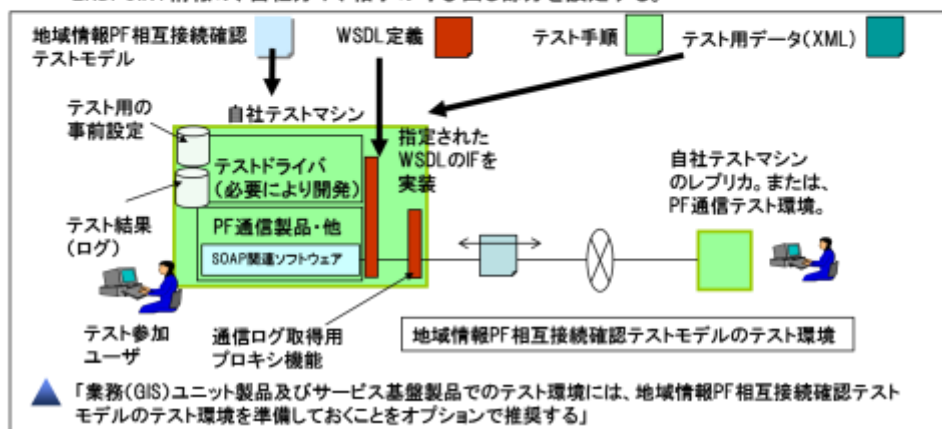 地域情報PF相互接続確認
テストモデル
WSDL定義
テスト手順
テスト用データ(XML)
テスト用の
事前設定
自社テストマシン
テストドライバ
(必要により開発)
指定された
WSDLのIFを
実装
自社テストマシン
のレプリカ。または、
PF通信テスト環境。
テスト結果
(ログ)
PF通信製品・他
SOAP関連ソフトウェア
テスト参加
ユーザ
通信ログ取得用
プロキシ機能
地域情報PF相互接続確認テストモデルのテスト環境
「業務(GIS)ユニット製品及びサービス基盤製品でのテスト環境には、地域情報PF相互接続確認テスト
モデルのテスト環境を準備しておくことをオプションで推奨する」